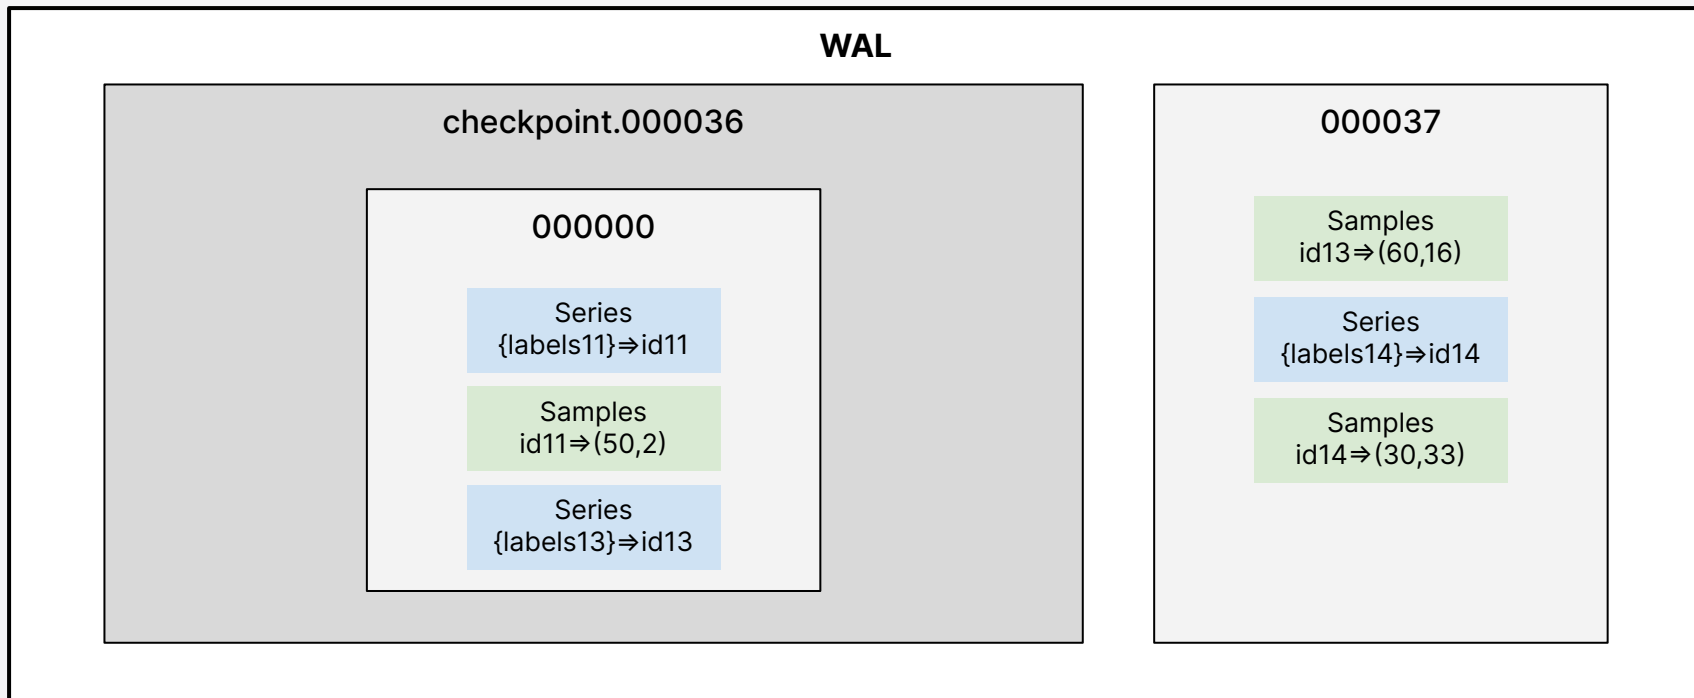 WAL
checkpoint.000036
000000
Series
{labels11}⇒id11
Samples
id11⇒(50,2)
Series
{labels13}⇒id13
000037
Samples
id13⇒(60,16)
Series
{labels14}⇒id14
Samples
id14⇒(30,33)